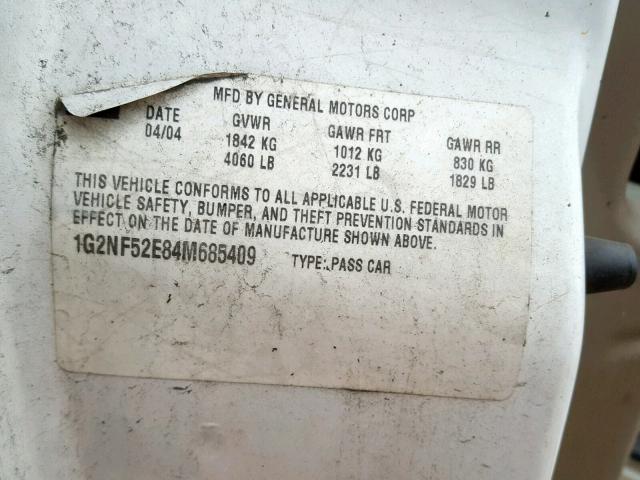 MFD BY GENERAL MOTORS CORP
DATE GVWR GAWR FRT GAWR RR
04/04 1842 KG 1012 KG 830 KG
4060 LB 2231 LB 1829 LB
THIS VEHICLE CONFORMS TO ALL APPLICABLE U.S. FEDERAL MOTOR
VEHICLE SAFETY, BUMPER, AND THEFT PREVENTION STANDARDS IN
EFFECT ON THE DATE OF MANUFACTURE SHOWN ABOVE.
1G2NF52E84M685409 TYPE: PASS CAR